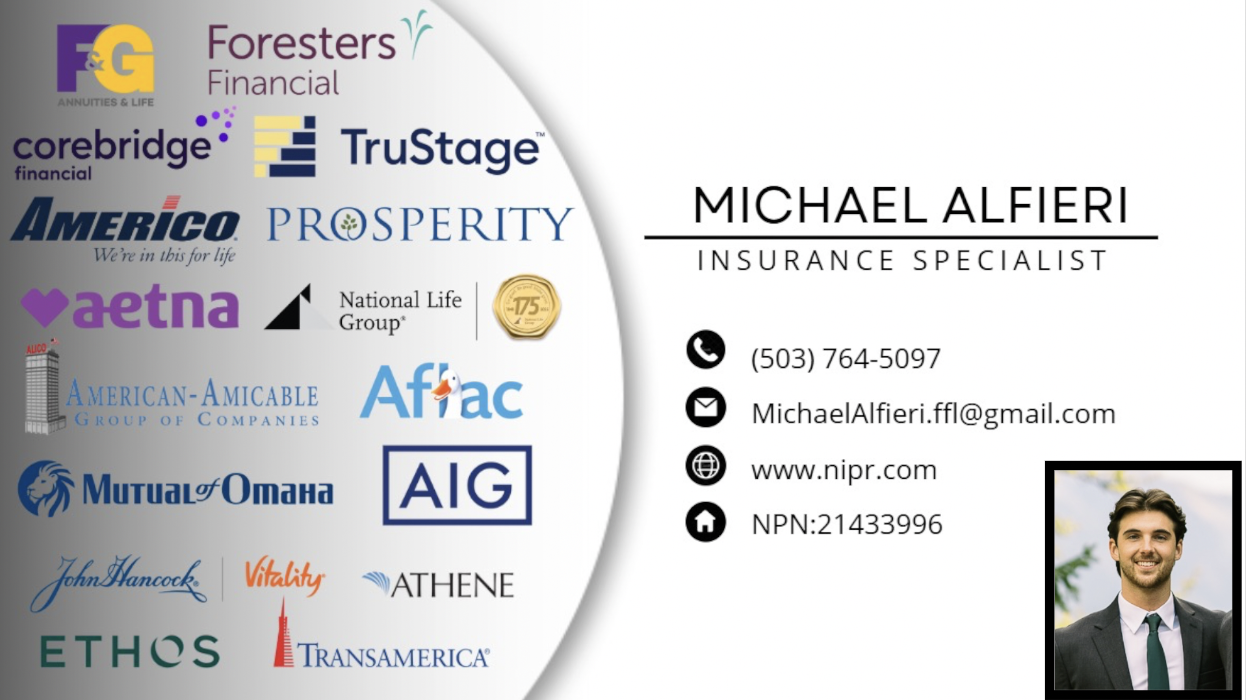 F&G
ANNUITIES & LIFE
Foresters
Financial
corebridge
financial
TruStage™
AMERICO.
We're in this for life
PROSPERITY
aetna
National Life
Group®
175
ALICO
AMERICAN-AMICABLE
GROUP OF COMPANIES
Aflac
MUTUAL of OMAHA
AIG
John Hancock®
Vitality
ATHENE
ETHOS
TRANSAMERICA®
MICHAEL ALFIERI
INSURANCE SPECIALIST
(503) 764-5097
MichaelAlfieri.ffl@gmail.com
www.nipr.com
NPN:21433996